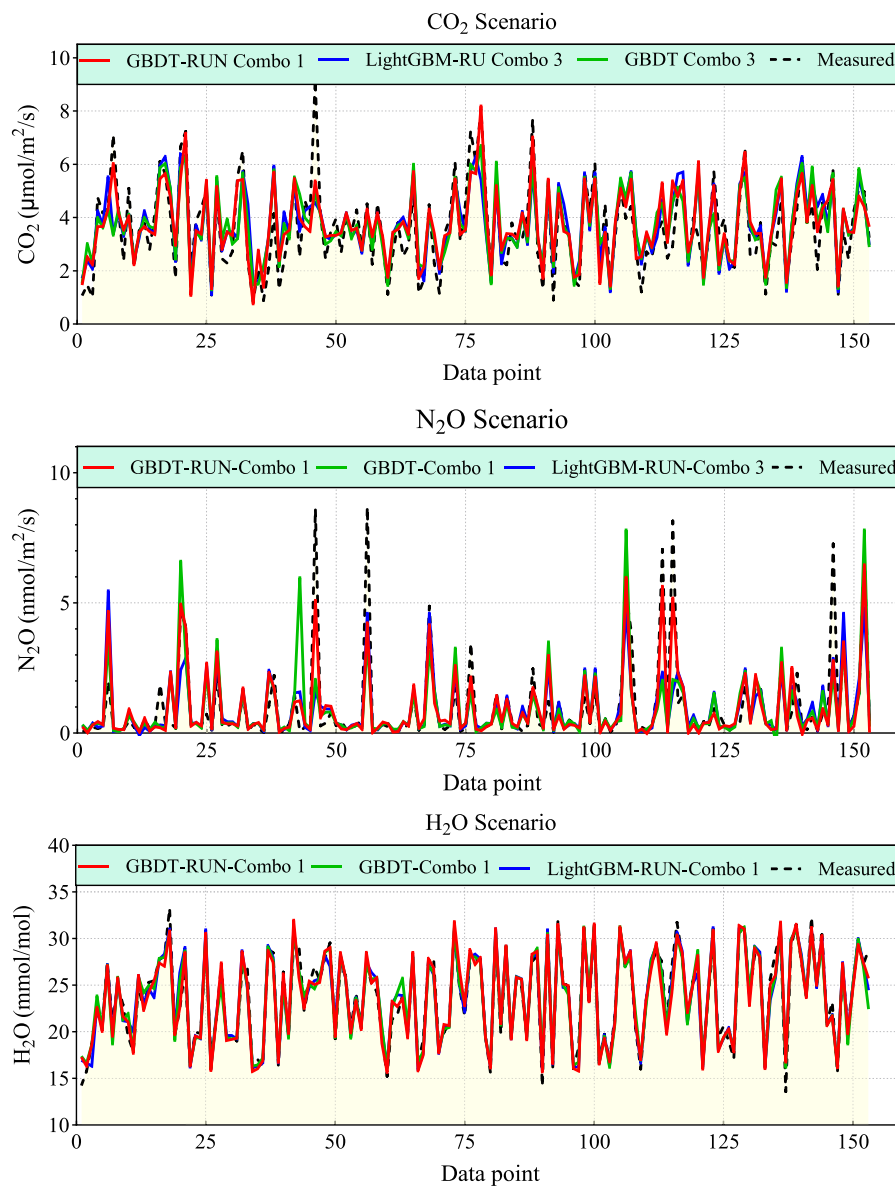 CO₂ Scenario
GBDT-RUN Combo 1 LightGBM-RU Combo 3 GBDT Combo 3 Measured
CO₂ (μmol/m²/s)
10
8
6
4
2
0
0 25 50 75 100 125 150
Data point
N₂O Scenario
GBDT-RUN-Combo 1 GBDT-Combo 1 LightGBM-RUN-Combo 3 Measured
N₂O (nmol/m²/s)
10
5
0
0 25 50 75 100 125 150
Data point
H₂O Scenario
GBDT-RUN-Combo 1 GBDT-Combo 1 LightGBM-RUN-Combo 1 Measured
H₂O (mmol/mol)
40
35
30
25
20
15
10
0 25 50 75 100 125 150
Data point